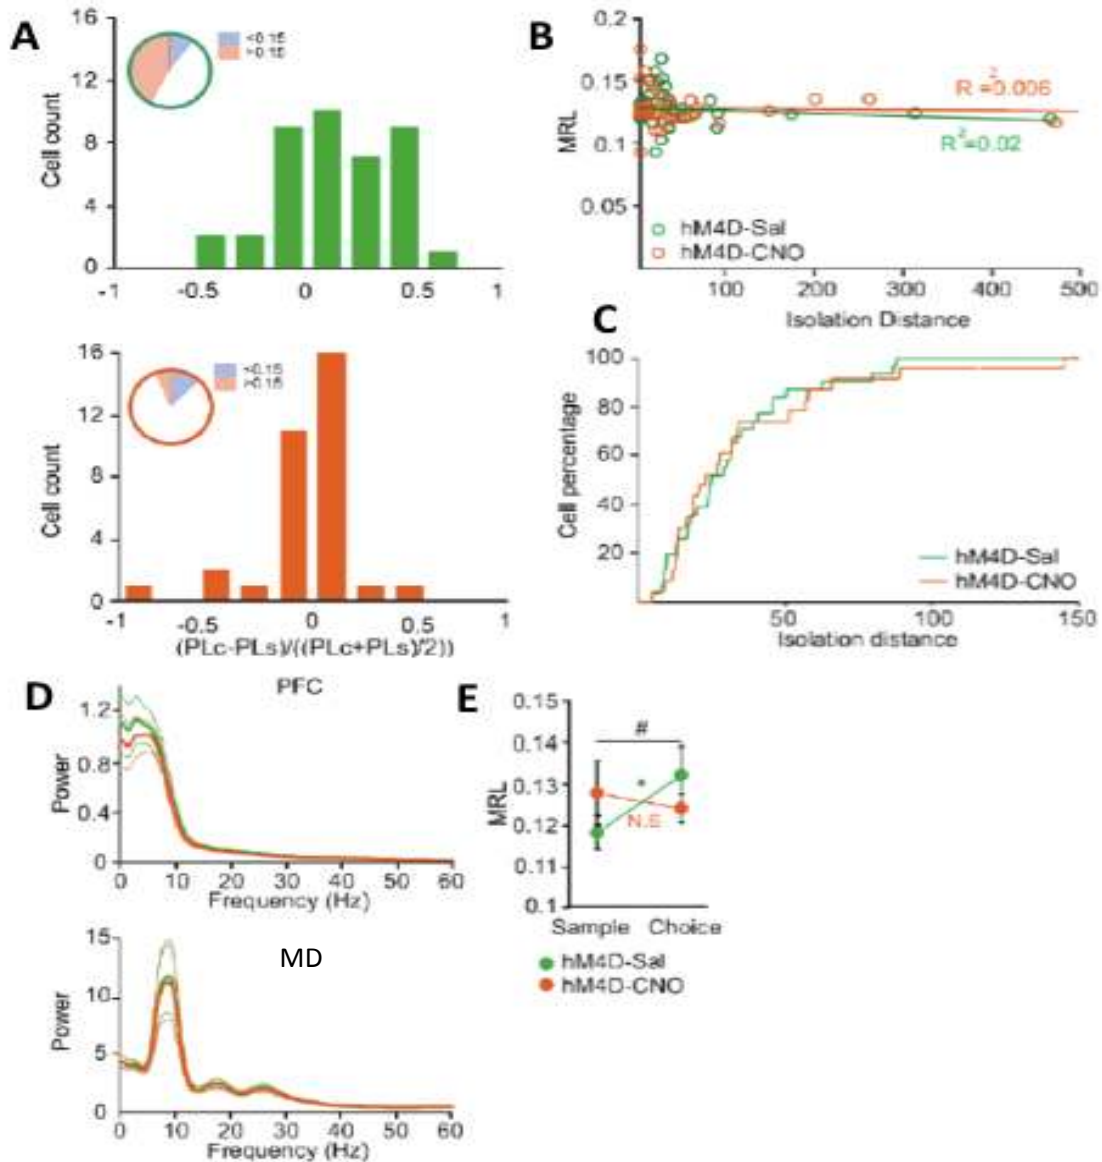 A
16
12
8
4
0
Cell count
<0.15
>0.15
-1 -0.5 0 0.5 1
16
12
8
4
0
Cell count
<0.15
>0.15
-1 -0.5 0 0.5 1
(PLc-PLs)/((PLc+PLs)/2))
B
0.2
0.15
0.1
0.05
MRL
R²=0.006
R²=0.02
hM4D-Sal
hM4D-CNO
100 200 300 400 500
Isolation Distance
C
100
80
60
40
20
Cell percentage
hM4D-Sal
hM4D-CNO
50 100 150
Isolation distance
D
PFC
1.2
0.8
0.4
0
Power
0 10 20 30 40 50 60
Frequency (Hz)
MD
15
10
5
0
Power
0 10 20 30 40 50 60
Frequency (Hz)
E
0.15
0.14
0.13
0.12
0.11
0.1
MRL
#
*
N.S
Sample Choice
hM4D-Sal
hM4D-CNO